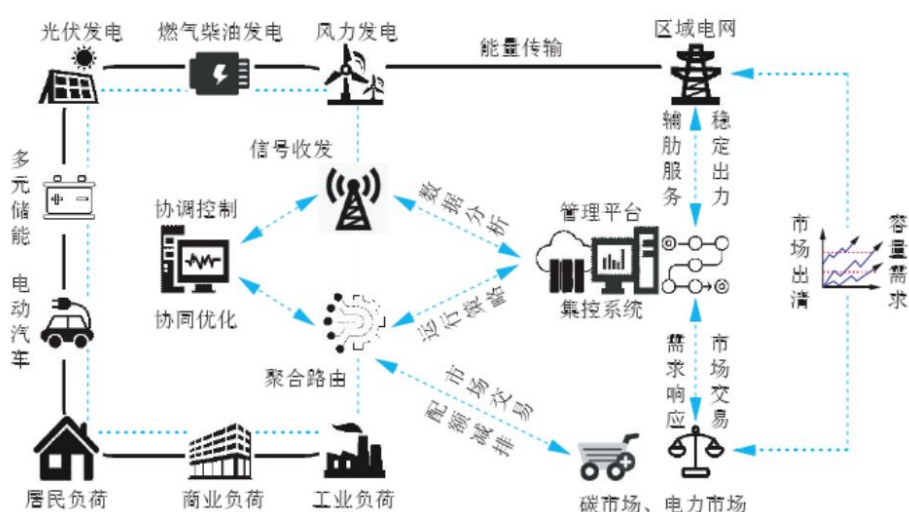 光伏发电
燃气柴油发电
风力发电
能量传输
区域电网
辅助服务
稳定出力
信号收发
多元储能
协调控制
数据分析
管理平台
市场出清
容量需求
电动汽车
协同优化
运行策略
集控系统
聚合路由
市场交易
配额减排
需求响应
市场交易
居民负荷
商业负荷
工业负荷
碳市场、电力市场